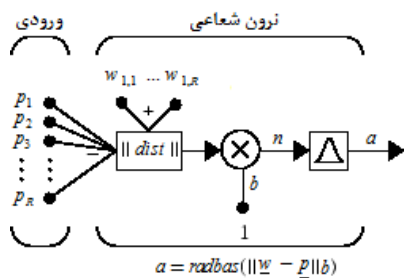 نرون شعاعی ورودی
w1,1 ... w1,R
p1
p2
p3
pR
+
−
|| dist ||
n
a
b
1
a = radbas(||w − p||b)